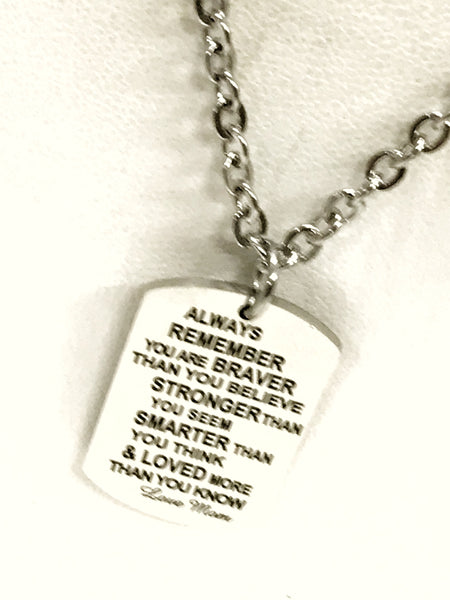 ALWAYS
REMEMBER
YOU ARE BRAVER
THAN YOU BELIEVE
STRONGER THAN
YOU SEEM
SMARTER THAN
YOU THINK
& LOVED MORE
THAN YOU KNOW
Love Mom